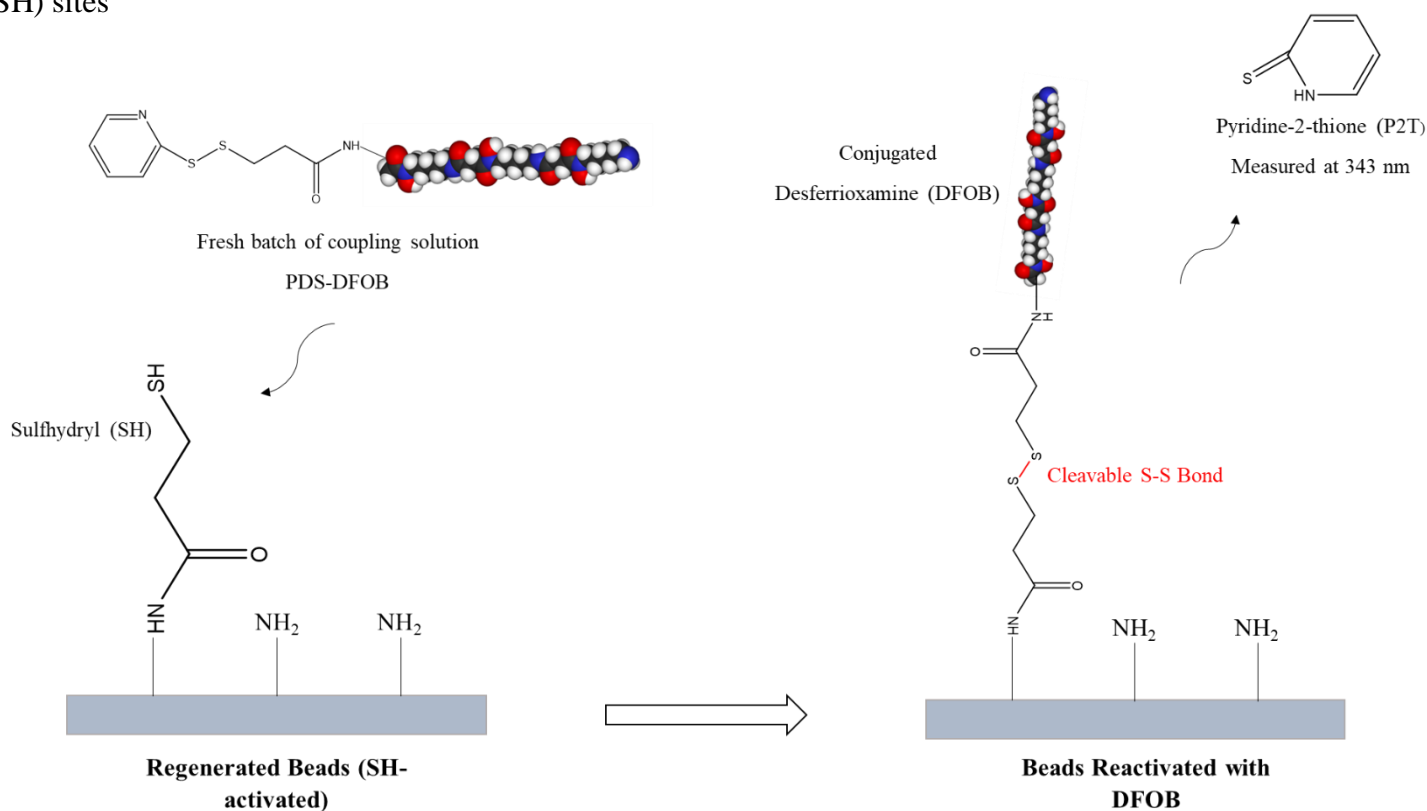 SH) sites
N
S
S
NH
O
Fresh batch of coupling solution
PDS-DFOB
SH
Sulfhydryl (SH)
O
HN
NH2
NH2
Regenerated Beads (SH-
activated)
S
HN
Pyridine-2-thione (P2T)
Measured at 343 nm
Conjugated
Desferrioxamine (DFOB)
NH
O
S
S
Cleavable S-S Bond
O
HN
NH2
NH2
Beads Reactivated with
DFOB